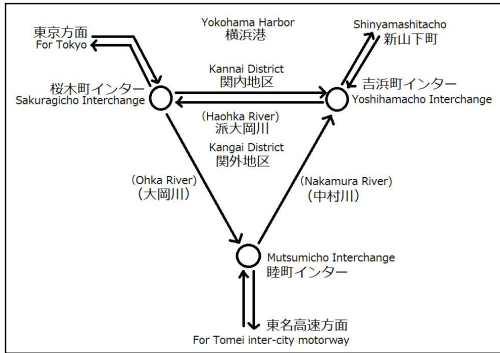 東京方面
For Tokyo
Yokohama Harbor
横浜港
Shinyamashitacho
新山下町
桜木町インター
Sakuragicho Interchange
Kannai District
関内地区
吉浜町インター
Yoshihamacho Interchange
(Haohka River)
派大岡川
Kangai District
関外地区
(Ohka River)
（大岡川）
(Nakamura River)
（中村川）
Mutsumicho Interchange
睦町インター
東名高速方面
For Tomei inter-city motorway